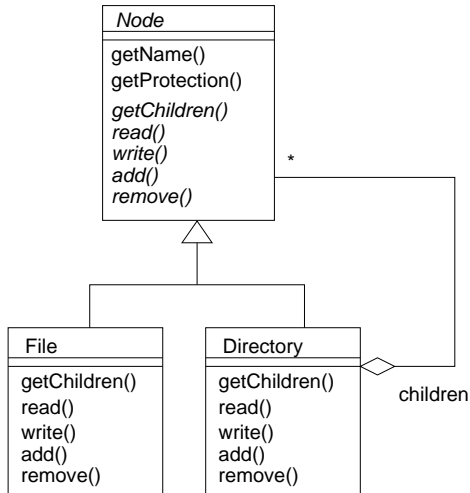 Node
getName()
getProtection()
getChildren()
read()
write()
add()
remove()
*
File
getChildren()
read()
write()
add()
remove()
Directory
getChildren()
read()
write()
add()
remove()
children